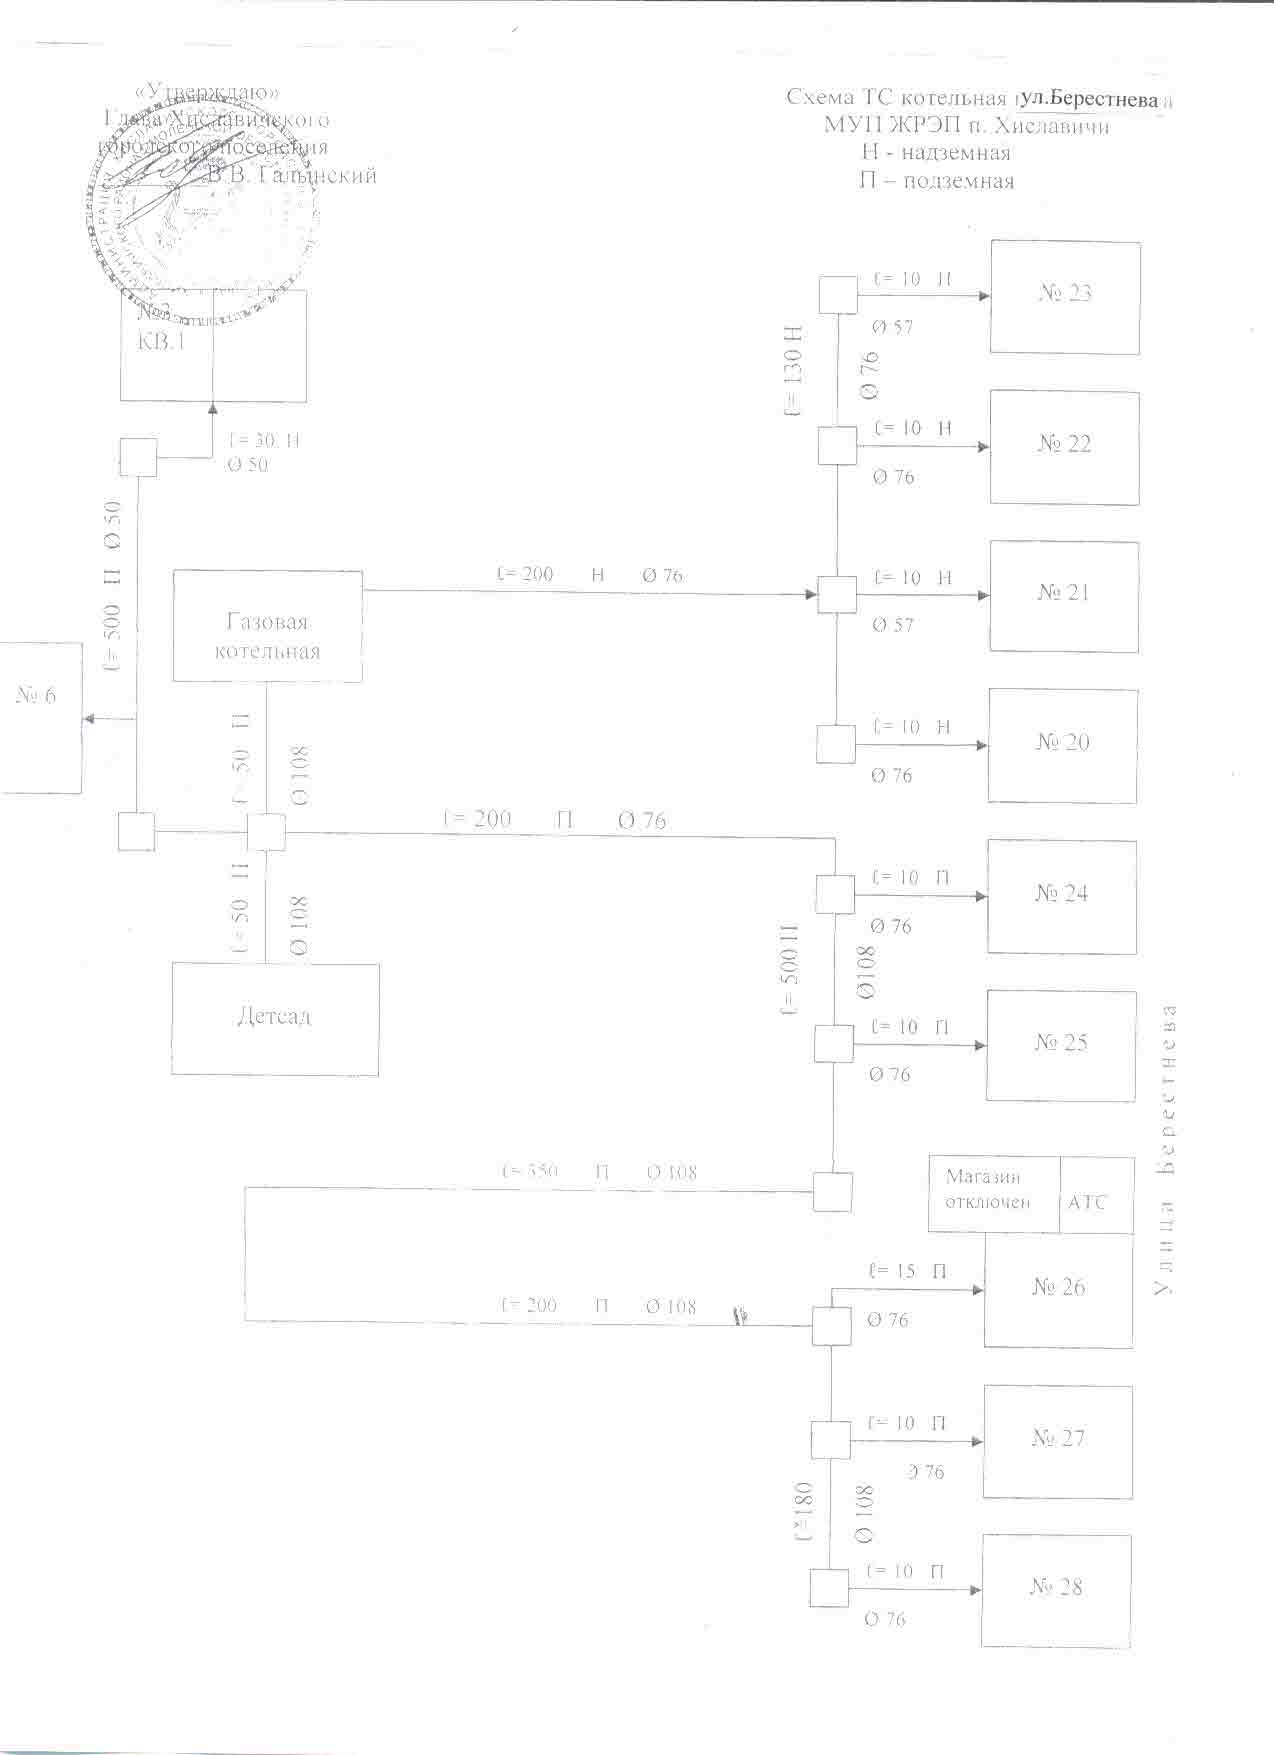 «Утверждаю»
Глава Хиславичского
городского поселения
В.В. Галынский
Схема ТС котельная ул.Берестнева
МУП ЖРЭП п. Хиславичи
Н - надземная
П – подземная
КВ.1
ℓ= 30 Н
Ø 50
ℓ= 500 П Ø 50
№ 6
Газовая
котельная
ℓ= 50 П
Ø 108
ℓ= 50 П
Ø 108
Детсад
ℓ= 200 Н Ø 76
ℓ= 130 Н
Ø 76
ℓ= 10 Н
Ø 57
№ 23
ℓ= 10 Н
Ø 76
№ 22
ℓ= 10 Н
Ø 57
№ 21
ℓ= 10 Н
Ø 76
№ 20
ℓ= 200 П Ø 76
ℓ= 10 П
Ø 76
№ 24
ℓ= 500 П
Ø108
ℓ= 10 П
Ø 76
№ 25
ℓ= 350 П Ø 108
Магазин
отключен
АТС
ℓ= 200 П Ø 108
ℓ= 15 П
Ø 76
№ 26
ℓ= 10 П
Ø 76
№ 27
ℓ=180
Ø 108
ℓ= 10 П
Ø 76
№ 28
Улица Берестнева